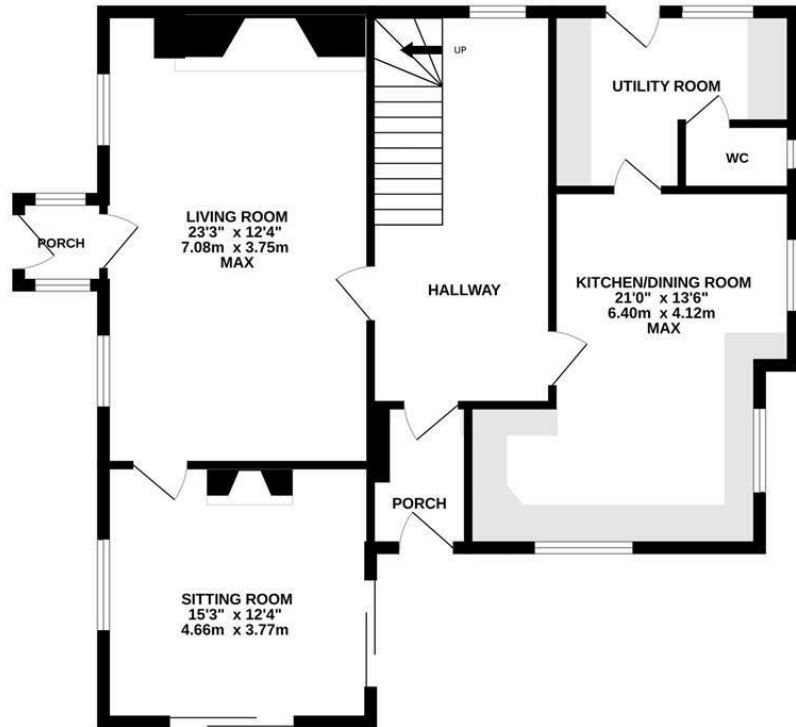 UP
UTILITY ROOM
WC
LIVING ROOM
23'3" x 12'4"
7.08m x 3.75m
MAX
PORCH
HALLWAY
KITCHEN/DINING ROOM
21'0" x 13'6"
6.40m x 4.12m
MAX
PORCH
SITTING ROOM
15'3" x 12'4"
4.66m x 3.77m